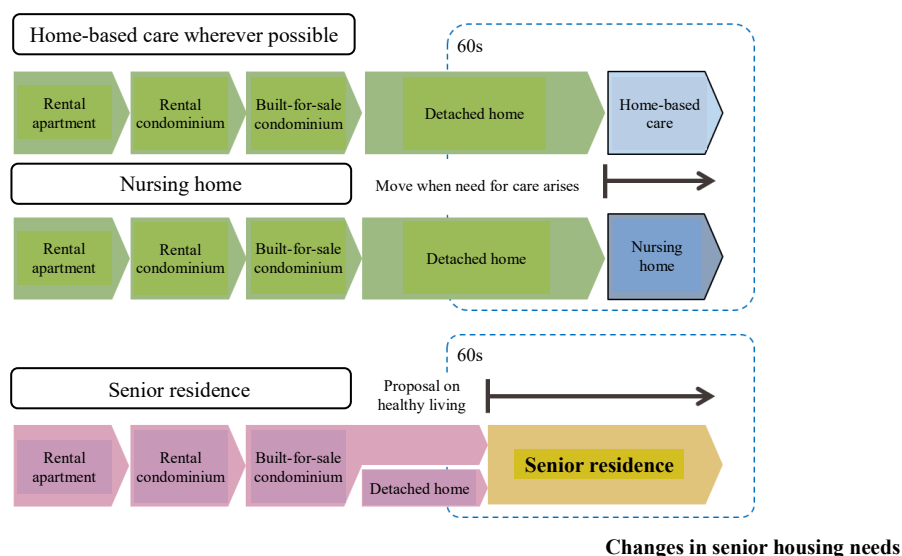 Home-based care wherever possible
60s
Rental
apartment
Rental
condominium
Built-for-sale
condominium
Detached home
Home-based
care
Nursing home
Move when need for care arises
Rental
apartment
Rental
condominium
Built-for-sale
condominium
Detached home
Nursing
home
60s
Senior residence
Proposal on
healthy living
Rental
apartment
Rental
condominium
Built-for-sale
condominium
Detached home
Senior residence
Changes in senior housing needs